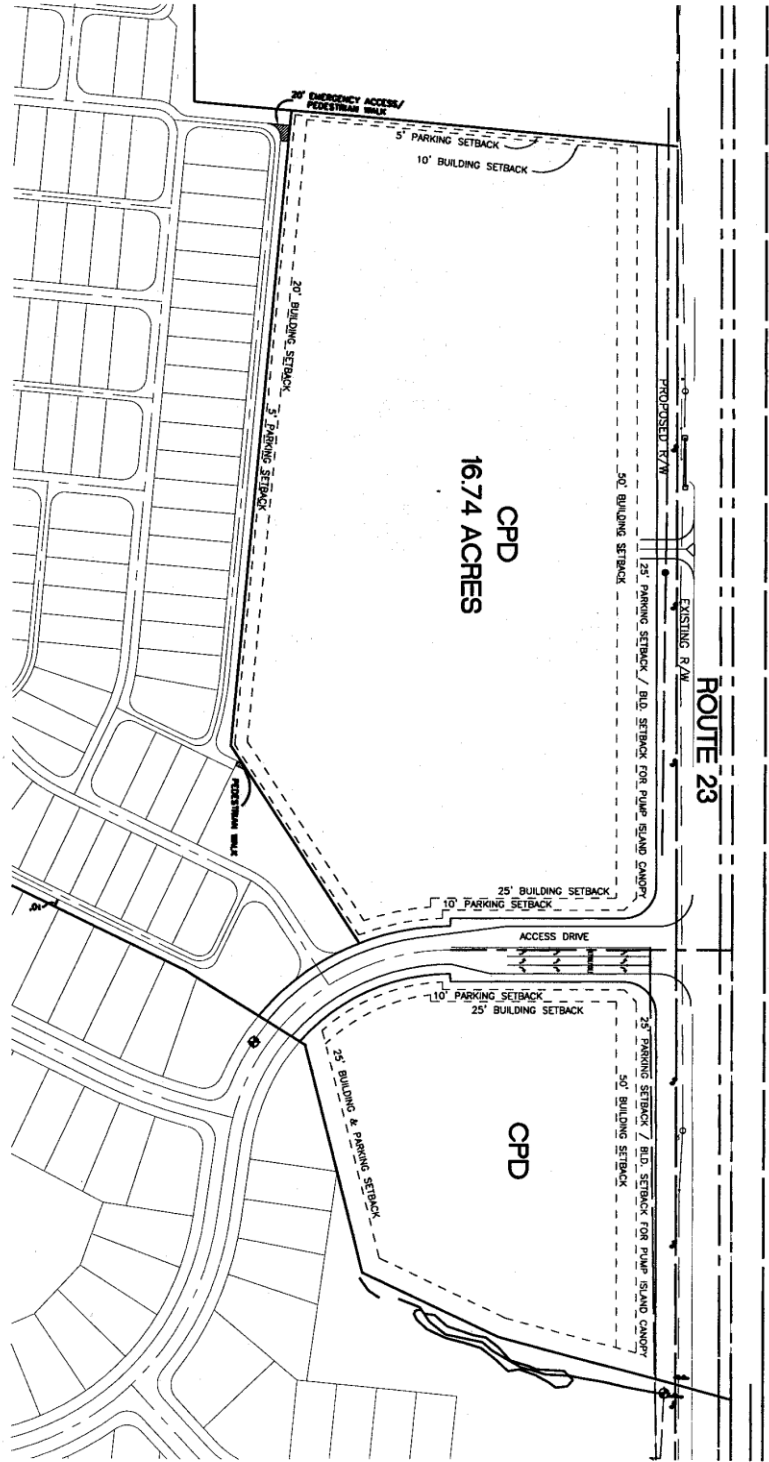 20' EMERGENCY ACCESS/
PEDESTRIAN WALK
5' PARKING SETBACK
10' BUILDING SETBACK
20' BUILDING SETBACK
5' PARKING SETBACK
CPD
16.74 ACRES
50' BUILDING SETBACK
PROPOSED R/W
25' PARKING SETBACK / BLD. SETBACK FOR PUMP ISLAND CANOPY
EXISTING R/W
ROUTE 23
PEDESTRIAN WALK
25' BUILDING SETBACK
10' PARKING SETBACK
ACCESS DRIVE
10' PARKING SETBACK
25' BUILDING SETBACK
25' BUILDING & PARKING SETBACK
CPD
50' BUILDING SETBACK
25' PARKING SETBACK / BLD. SETBACK FOR PUMP ISLAND CANOPY
10'